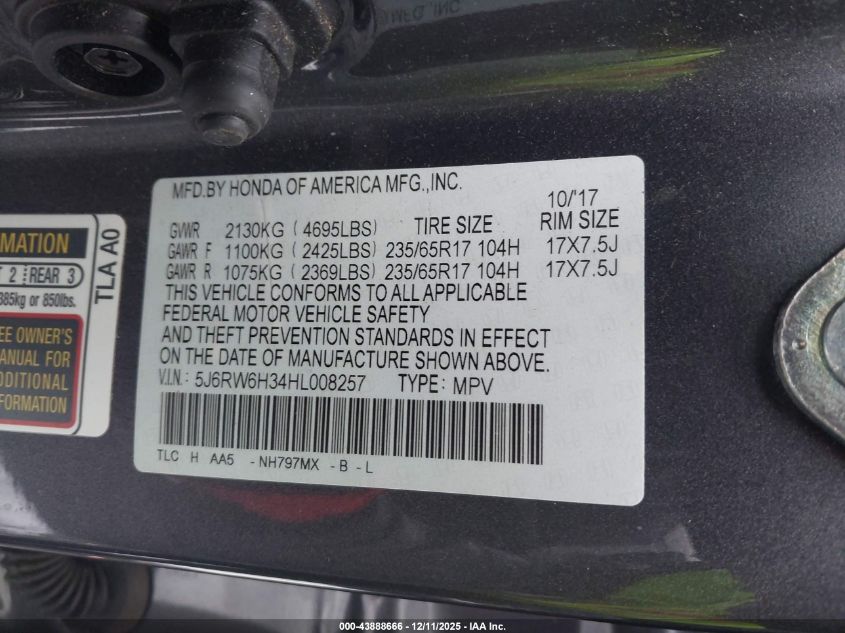 MFG., INC
MFD.BY HONDA OF AMERICA MFG.,INC.
10/'17
GVWR 2130KG ( 4695LBS) TIRE SIZE RIM SIZE
GAWR F 1100KG ( 2425LBS) 235/65R17 104H 17X7.5J
GAWR R 1075KG ( 2369LBS) 235/65R17 104H 17X7.5J
THIS VEHICLE CONFORMS TO ALL APPLICABLE
FEDERAL MOTOR VEHICLE SAFETY
AND THEFT PREVENTION STANDARDS IN EFFECT
ON THE DATE OF MANUFACTURE SHOWN ABOVE.
V.I.N.: 5J6RW6H34HL008257 TYPE: MPV
TLC H AA5 - NH797MX - B - L
MATION
T 2 REAR 3
385kg or 850lbs.
EE OWNER'S
ANUAL FOR
DDITIONAL
FORMATION
TLA A0
000-43888666 - 12/11/2025 - IAA Inc.